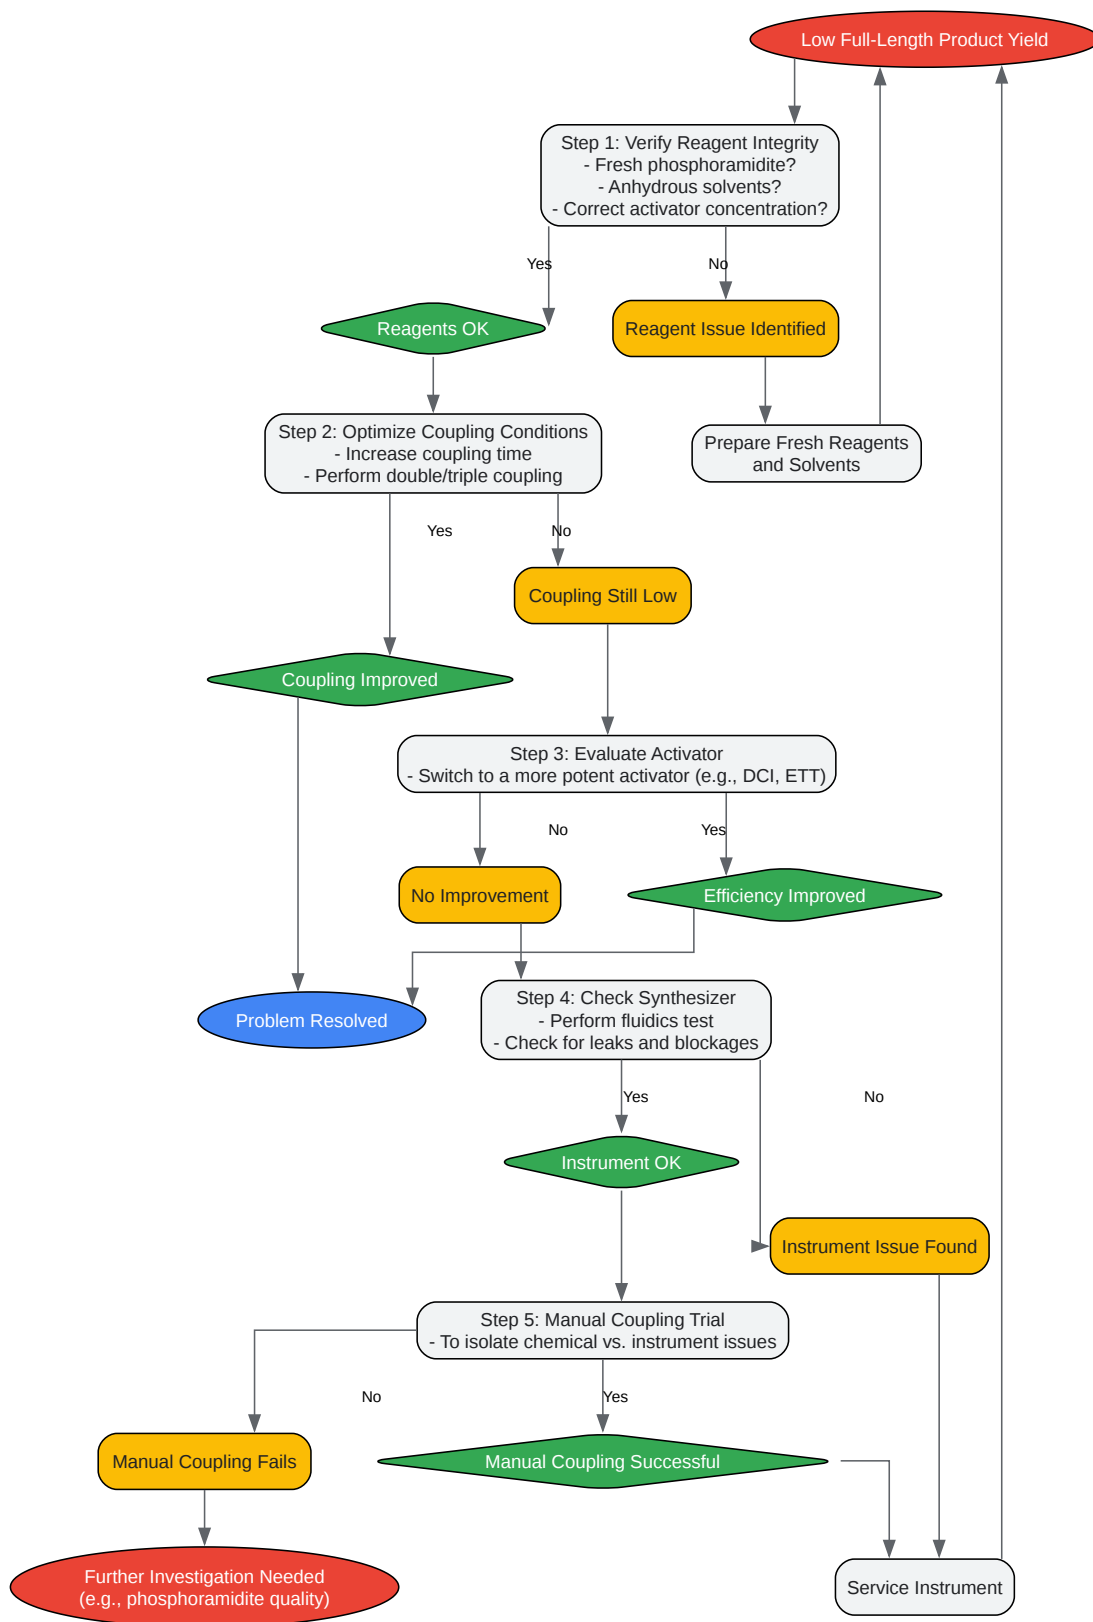 Low Full-Length Product Yield
Step 1: Verify Reagent Integrity
- Fresh phosphoramidite?
- Anhydrous solvents?
- Correct activator concentration?
Yes
No
Reagents OK
Reagent Issue Identified
Step 2: Optimize Coupling Conditions
- Increase coupling time
- Perform double/triple coupling
Prepare Fresh Reagents
and Solvents
Yes
No
Coupling Still Low
Coupling Improved
Step 3: Evaluate Activator
- Switch to a more potent activator (e.g., DCI, ETT)
No
Yes
No Improvement
Efficiency Improved
Problem Resolved
Step 4: Check Synthesizer
- Perform fluidics test
- Check for leaks and blockages
Yes
No
Instrument OK
Instrument Issue Found
Step 5: Manual Coupling Trial
- To isolate chemical vs. instrument issues
No
Yes
Manual Coupling Fails
Manual Coupling Successful
Further Investigation Needed
(e.g., phosphoramidite quality)
Service Instrument